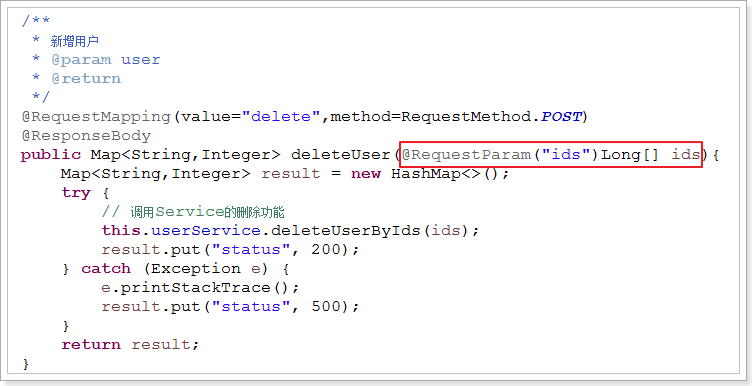 /**
 * 新增用户
 * @param user
 * @return
 */
@RequestMapping(value="delete",method=RequestMethod.POST)
@ResponseBody
public Map<String,Integer> deleteUser(@RequestParam("ids")Long[] ids){
    Map<String,Integer> result = new HashMap<>();
    try {
        // 调用Service的删除功能
        this.userService.deleteUserByIds(ids);
        result.put("status", 200);
    } catch (Exception e) {
        e.printStackTrace();
        result.put("status", 500);
    }
    return result;
}